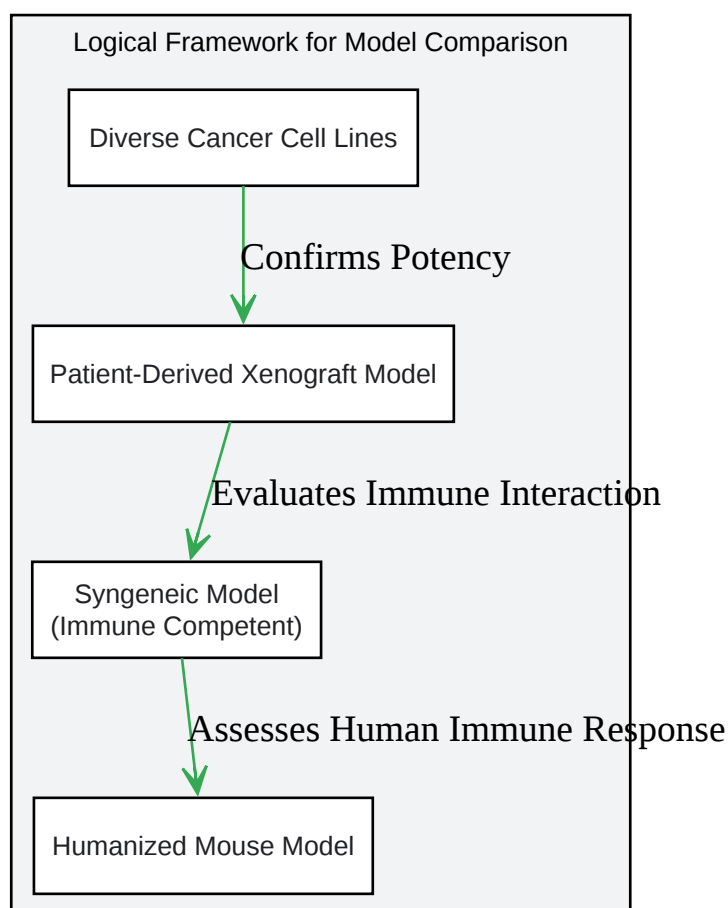 Logical Framework for Model Comparison
Diverse Cancer Cell Lines
Confirms Potency
Patient-Derived Xenograft Model
Evaluates Immune Interaction
Syngeneic Model
(Immune Competent)
Assesses Human Immune Response
Humanized Mouse Model